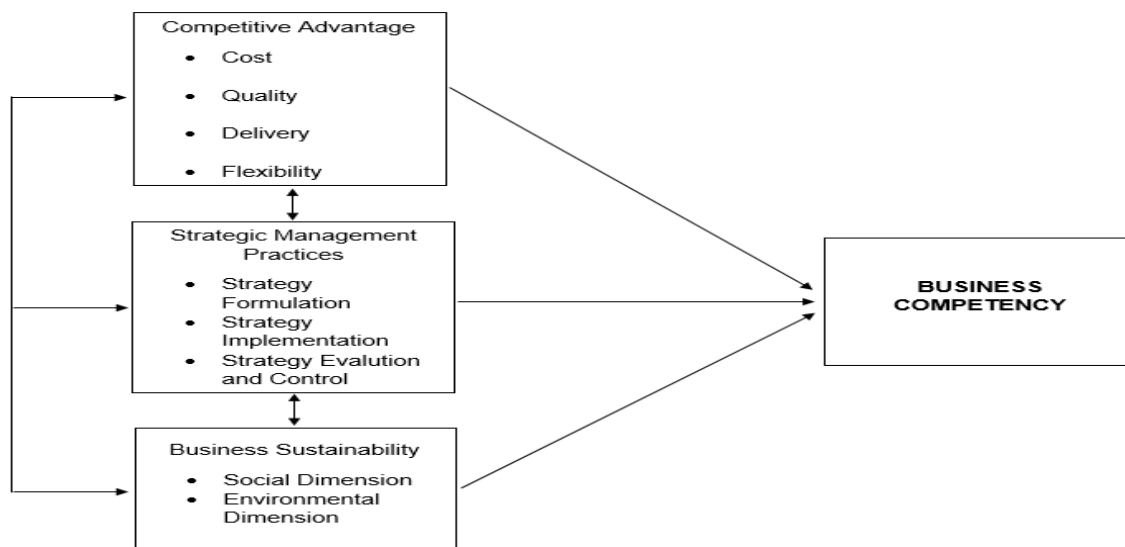 Competitive Advantage
• Cost
• Quality
• Delivery
• Flexibility
Strategic Management
Practices
• Strategy
Formulation
• Strategy
Implementation
• Strategy Evalution
and Control
Business Sustainability
• Social Dimension
• Environmental
Dimension
BUSINESS
COMPETENCY